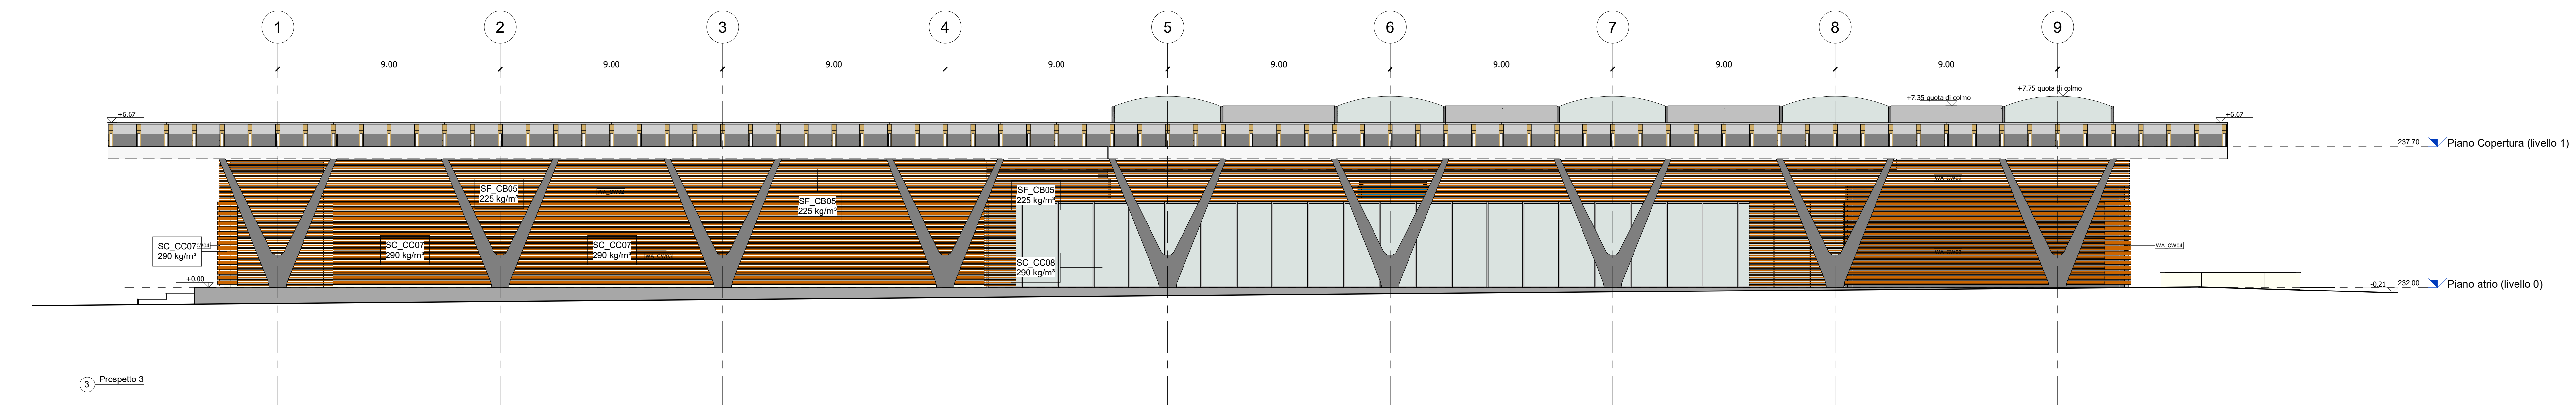 1 2 3 4 5 6 7 8 9
9.00 9.00 9.00 9.00 9.00 9.00 9.00 9.00
+7.75 quota di colmo
+7.35 quota di colmo
+6.67
+6.67
237.70 Piano Copertura (livello 1)
WA_CW02
SF_CB05
225 kg/m³
WA_CW02
SF_CB05
225 kg/m³
SF_CB05
225 kg/m³
SC_CC07
290 kg/m³
SC_CC07
290 kg/m³
SC_CC07
290 kg/m³
WA_CW04
WA_CW03
SC_CC08
290 kg/m³
+0.00
-0.21
232.00 Piano atrio (livello 0)
3 Prospetto 3